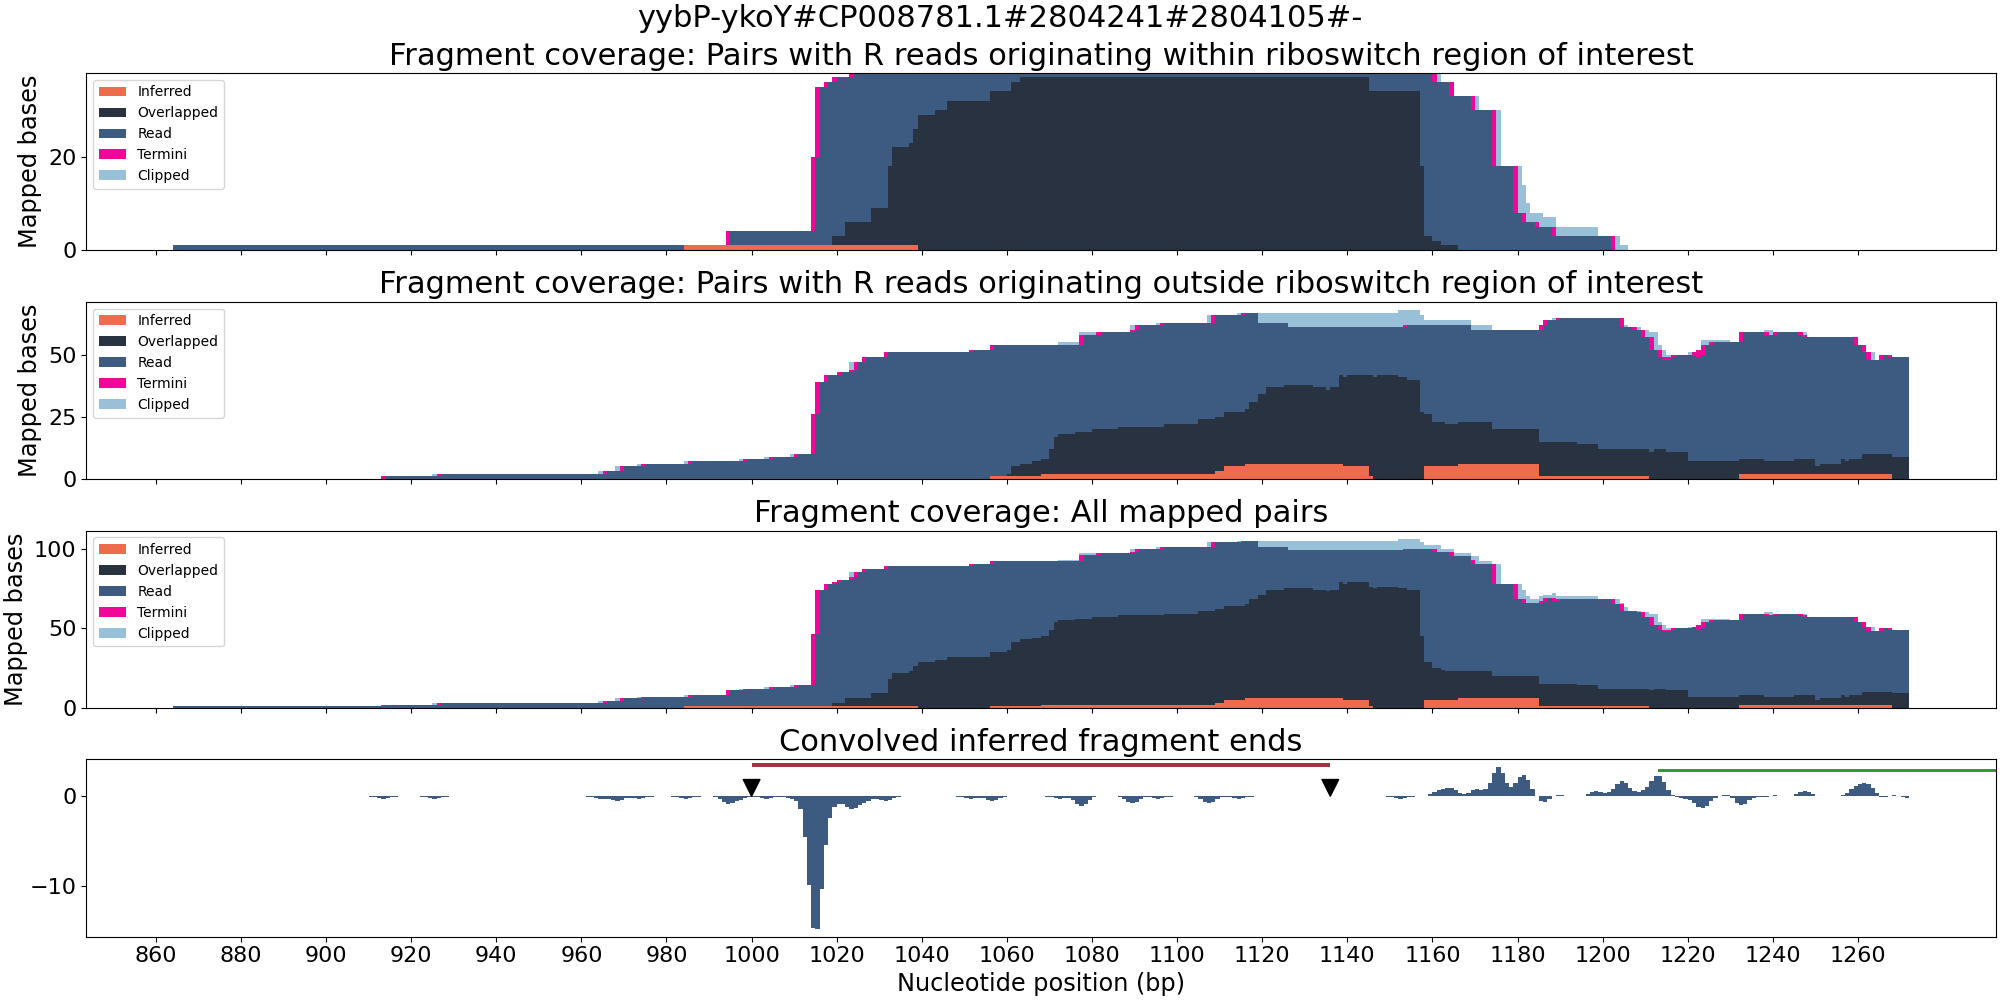 yybP-ykoY#CP008781.1#2804241#2804105#-
Fragment coverage: Pairs with R reads originating within riboswitch region of interest
Mapped bases
20
0
Inferred
Overlapped
Read
Termini
Clipped
Fragment coverage: Pairs with R reads originating outside riboswitch region of interest
Mapped bases
50
25
0
Inferred
Overlapped
Read
Termini
Clipped
Fragment coverage: All mapped pairs
Mapped bases
100
50
0
Inferred
Overlapped
Read
Termini
Clipped
Convolved inferred fragment ends
0
−10
860 880 900 920 940 960 980 1000 1020 1040 1060 1080 1100 1120 1140 1160 1180 1200 1220 1240 1260
Nucleotide position (bp)